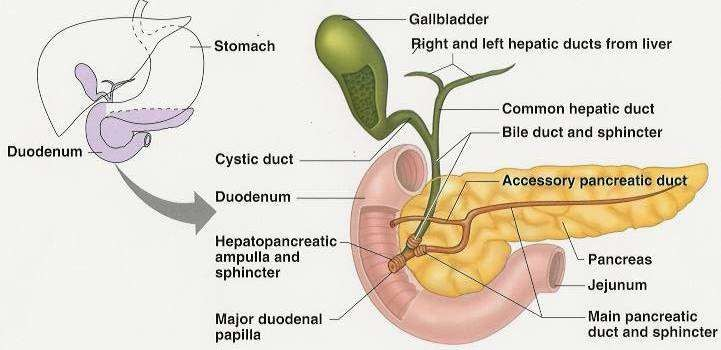 Stomach
Duodenum
Gallbladder
Right and left hepatic ducts from liver
Common hepatic duct
Bile duct and sphincter
Cystic duct
Accessory pancreatic duct
Duodenum
Hepatopancreatic
ampulla and
sphincter
Pancreas
Jejunum
Major duodenal
papilla
Main pancreatic
duct and sphincter